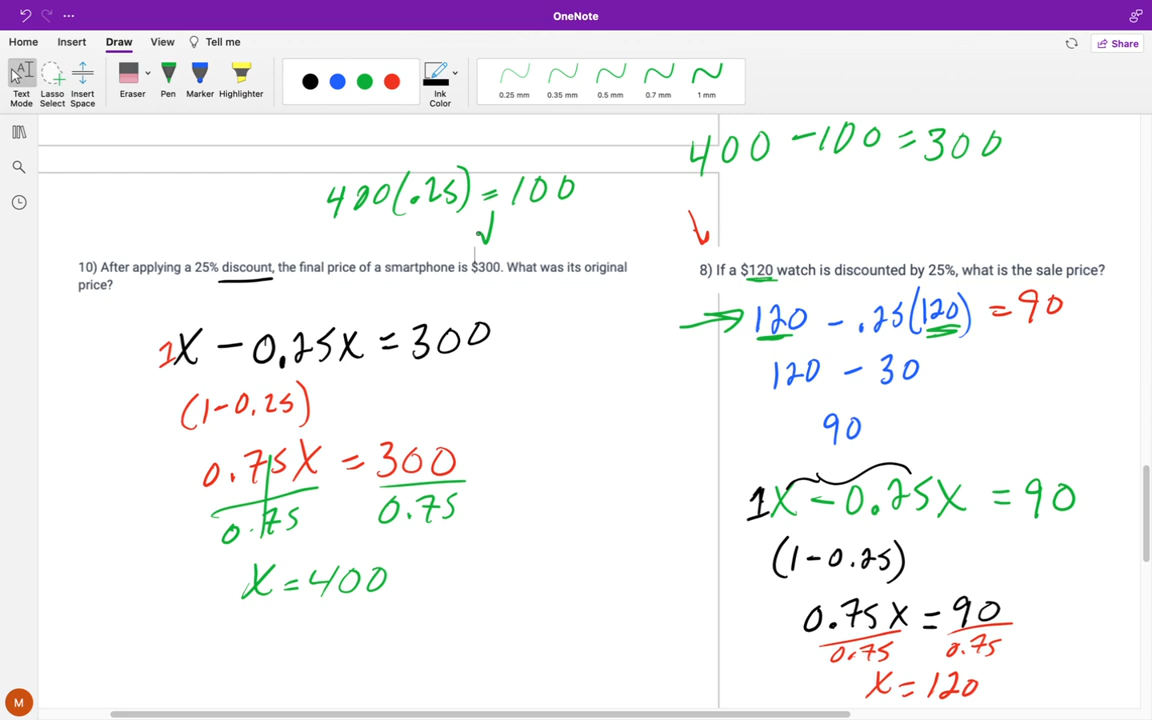 OneNote
Home Insert Draw View Tell me
Share
Text Mode
Lasso Select
Insert Space
Eraser
Pen
Marker
Highlighter
Ink Color
0.25 mm 0.35 mm 0.5 mm 0.7 mm 1 mm
400 - 100 = 300
400(.25) = 100
10) After applying a 25% discount, the final price of a smartphone is $300. What was its original
price?
1x - 0.25x = 300
(1 - 0.25)
0.75x = 300
0.75 0.75
x = 400
8) If a $120 watch is discounted by 25%, what is the sale price?
120 - .25(120) = 90
120 - 30
90
1x - 0.25x = 90
(1 - 0.25)
0.75x = 90
0.75 0.75
x = 120
M